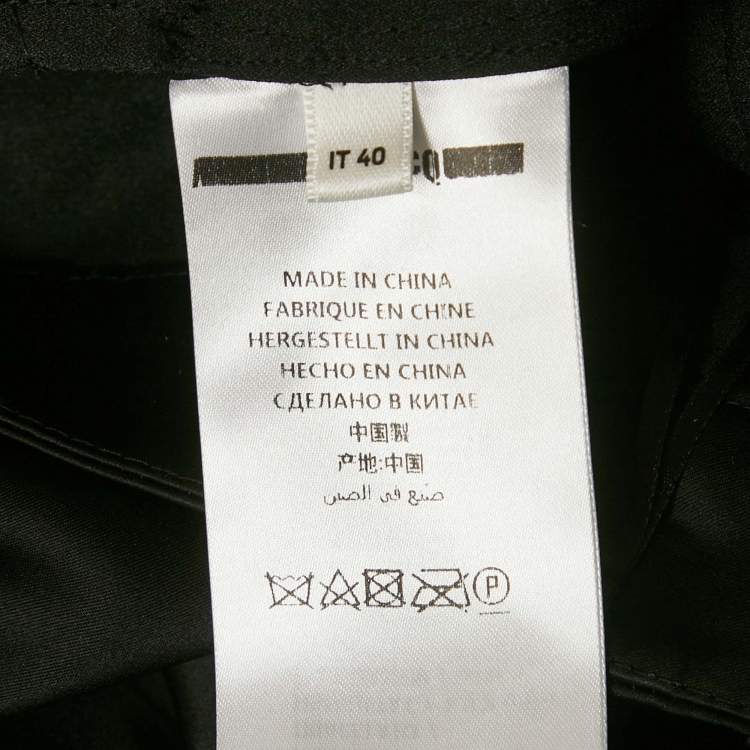 IT 40
CQ
MADE IN CHINA
FABRIQUE EN CHINE
HERGESTELLT IN CHINA
HECHO EN CHINA
СДЕЛАНО В КИТАЕ
中国製
产地:中国
صنع في الصين
P